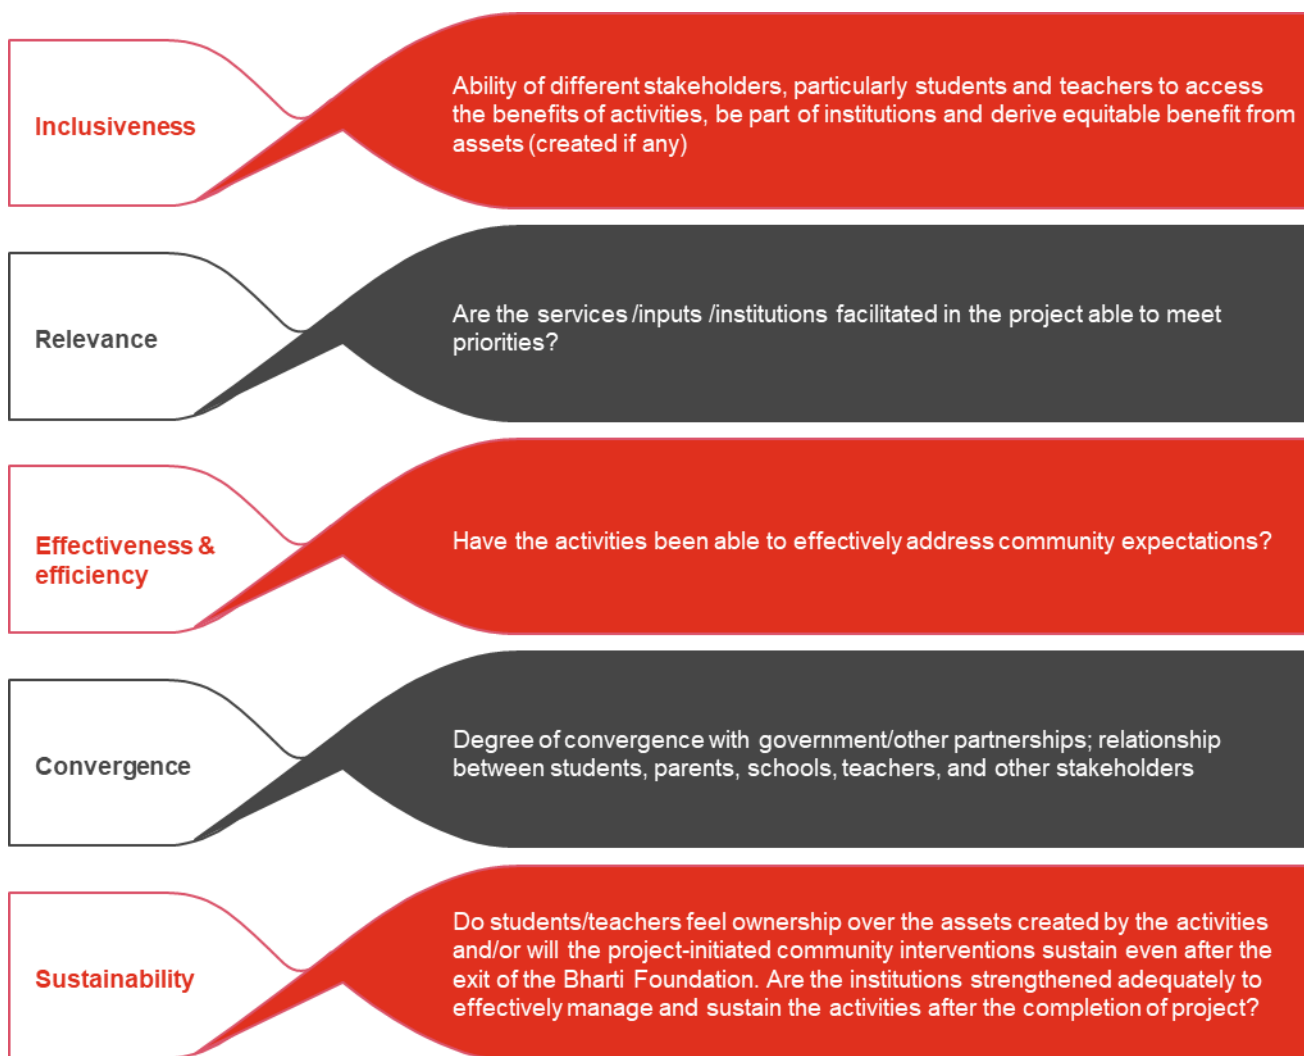 Inclusiveness
Ability of different stakeholders, particularly students and teachers to access
the benefits of activities, be part of institutions and derive equitable benefit from
assets (created if any)
Relevance
Are the services /inputs /institutions facilitated in the project able to meet
priorities?
Effectiveness &
efficiency
Have the activities been able to effectively address community expectations?
Convergence
Degree of convergence with government/other partnerships; relationship
between students, parents, schools, teachers, and other stakeholders
Sustainability
Do students/teachers feel ownership over the assets created by the activities
and/or will the project-initiated community interventions sustain even after the
exit of the Bharti Foundation. Are the institutions strengthened adequately to
effectively manage and sustain the activities after the completion of project?